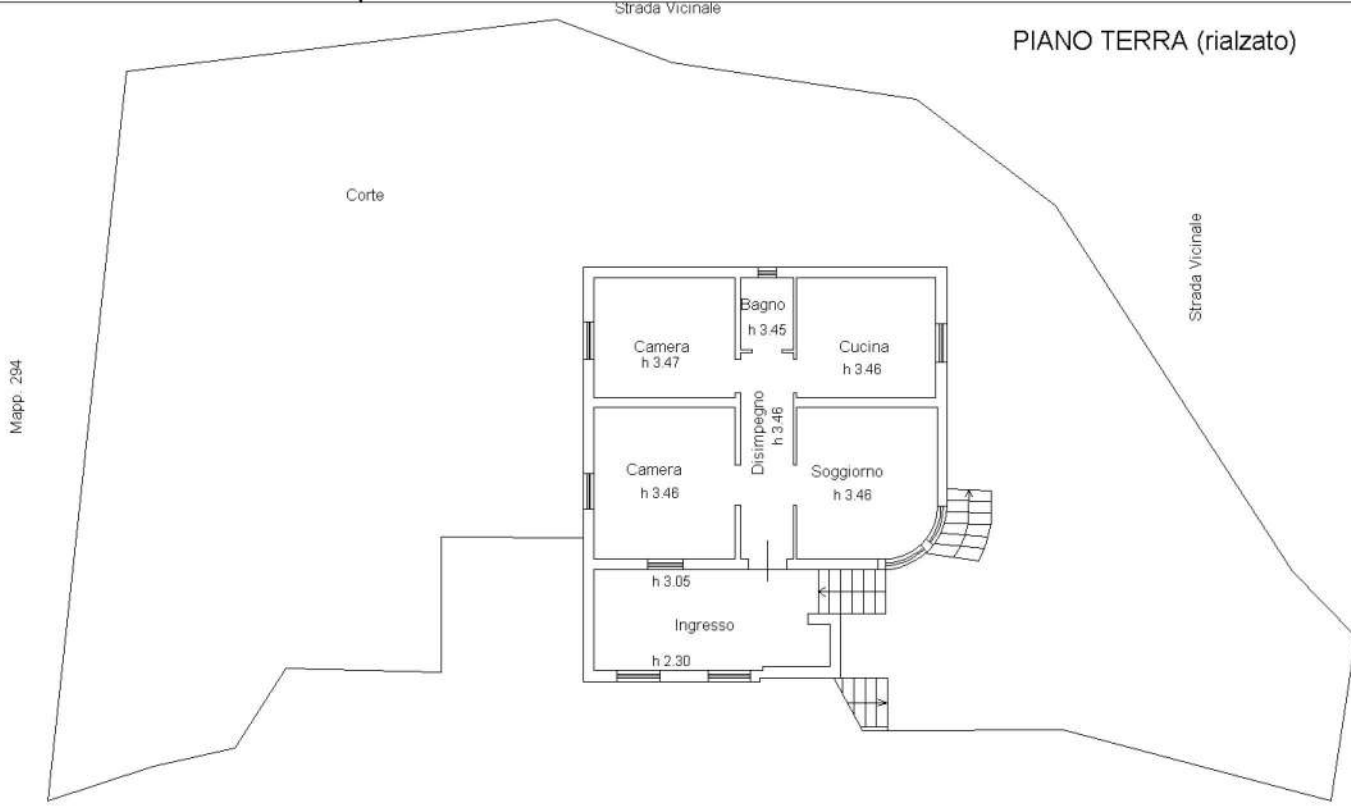 Strada Vicinale
PIANO TERRA (rialzato)
Corte
Strada Vicinale
Mapp. 294
Bagno
h 3.45
Camera
h 3.47
Cucina
h 3.46
Disimpegno
h 3.46
Camera
h 3.46
Soggiorno
h 3.46
h 3.05
Ingresso
h 2.30